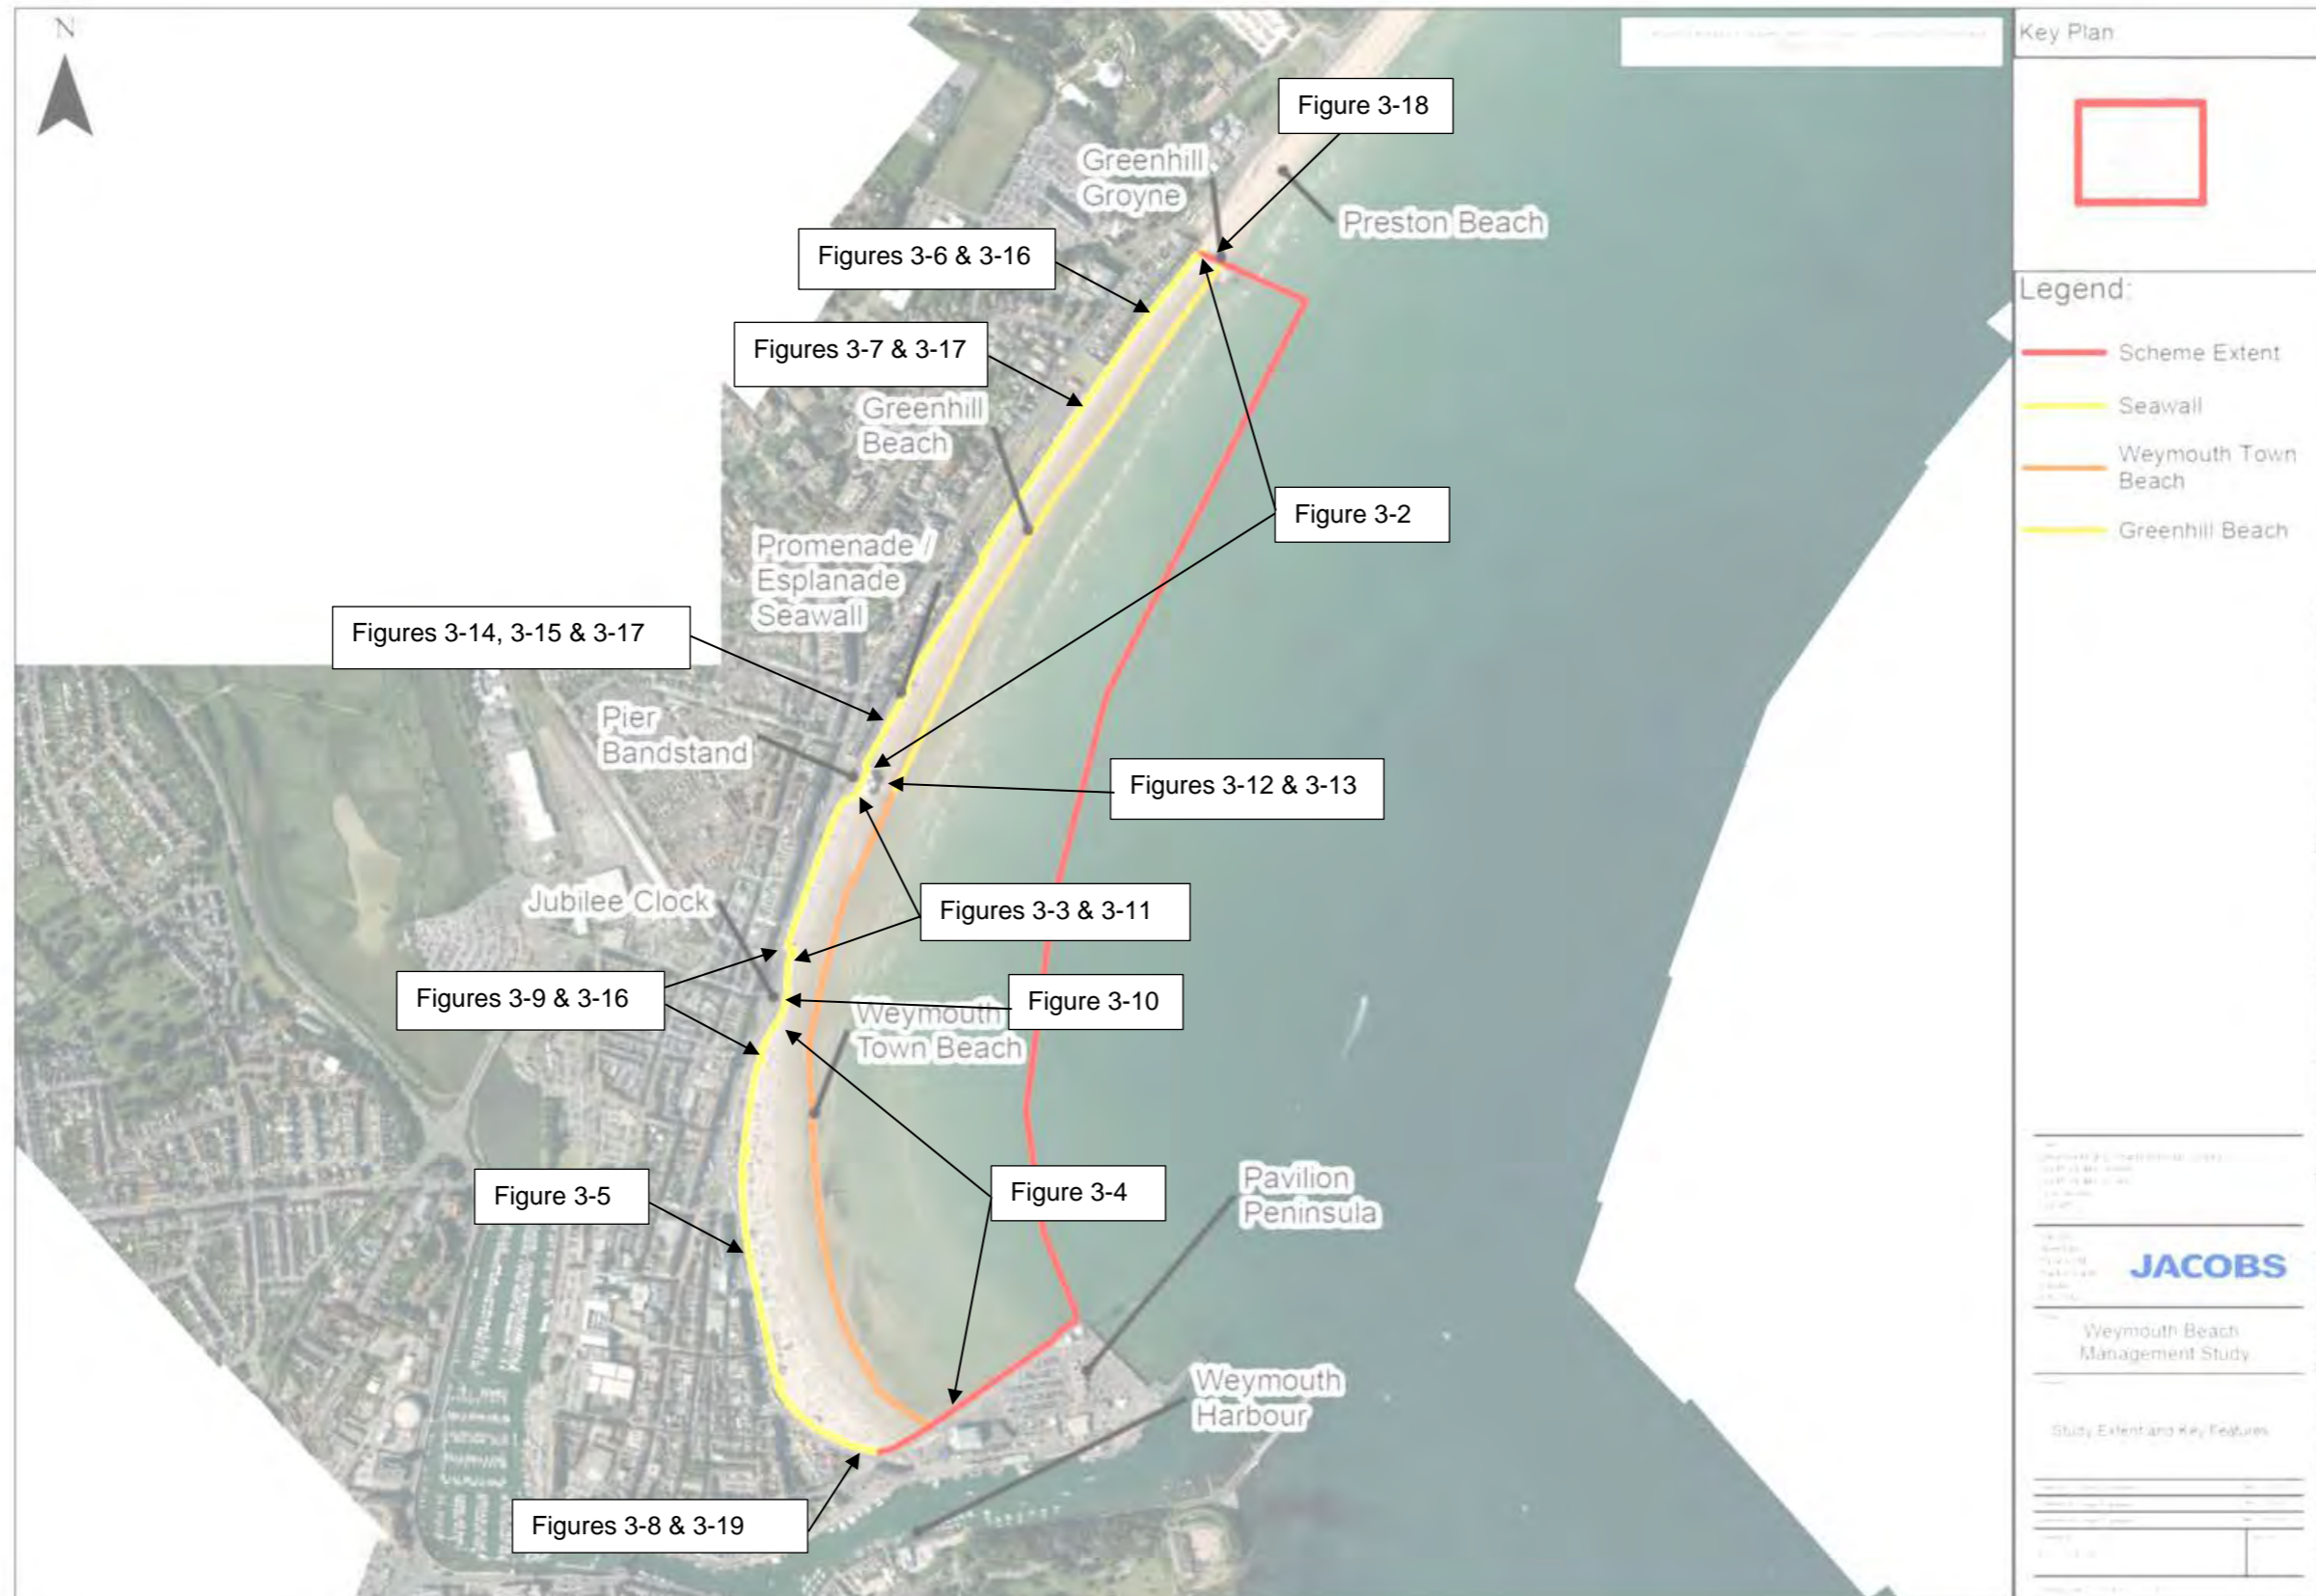 N
Figure 3-18
Greenhill
Groyne
Preston Beach
Figures 3-6 & 3-16
Figures 3-7 & 3-17
Greenhill
Beach
Figure 3-2
Promenade /
Esplanade
Seawall
Figures 3-14, 3-15 & 3-17
Pier
Bandstand
Figures 3-12 & 3-13
Jubilee Clock
Figures 3-3 & 3-11
Figures 3-9 & 3-16
Figure 3-10
Weymouth
Town Beach
Figure 3-5
Figure 3-4
Pavilion
Peninsula
Weymouth
Harbour
Figures 3-8 & 3-19
Key Plan
Legend:
Scheme Extent
Seawall
Weymouth Town
Beach
Greenhill Beach
JACOBS
Weymouth Beach
Management Study
Study Extent and Key Features